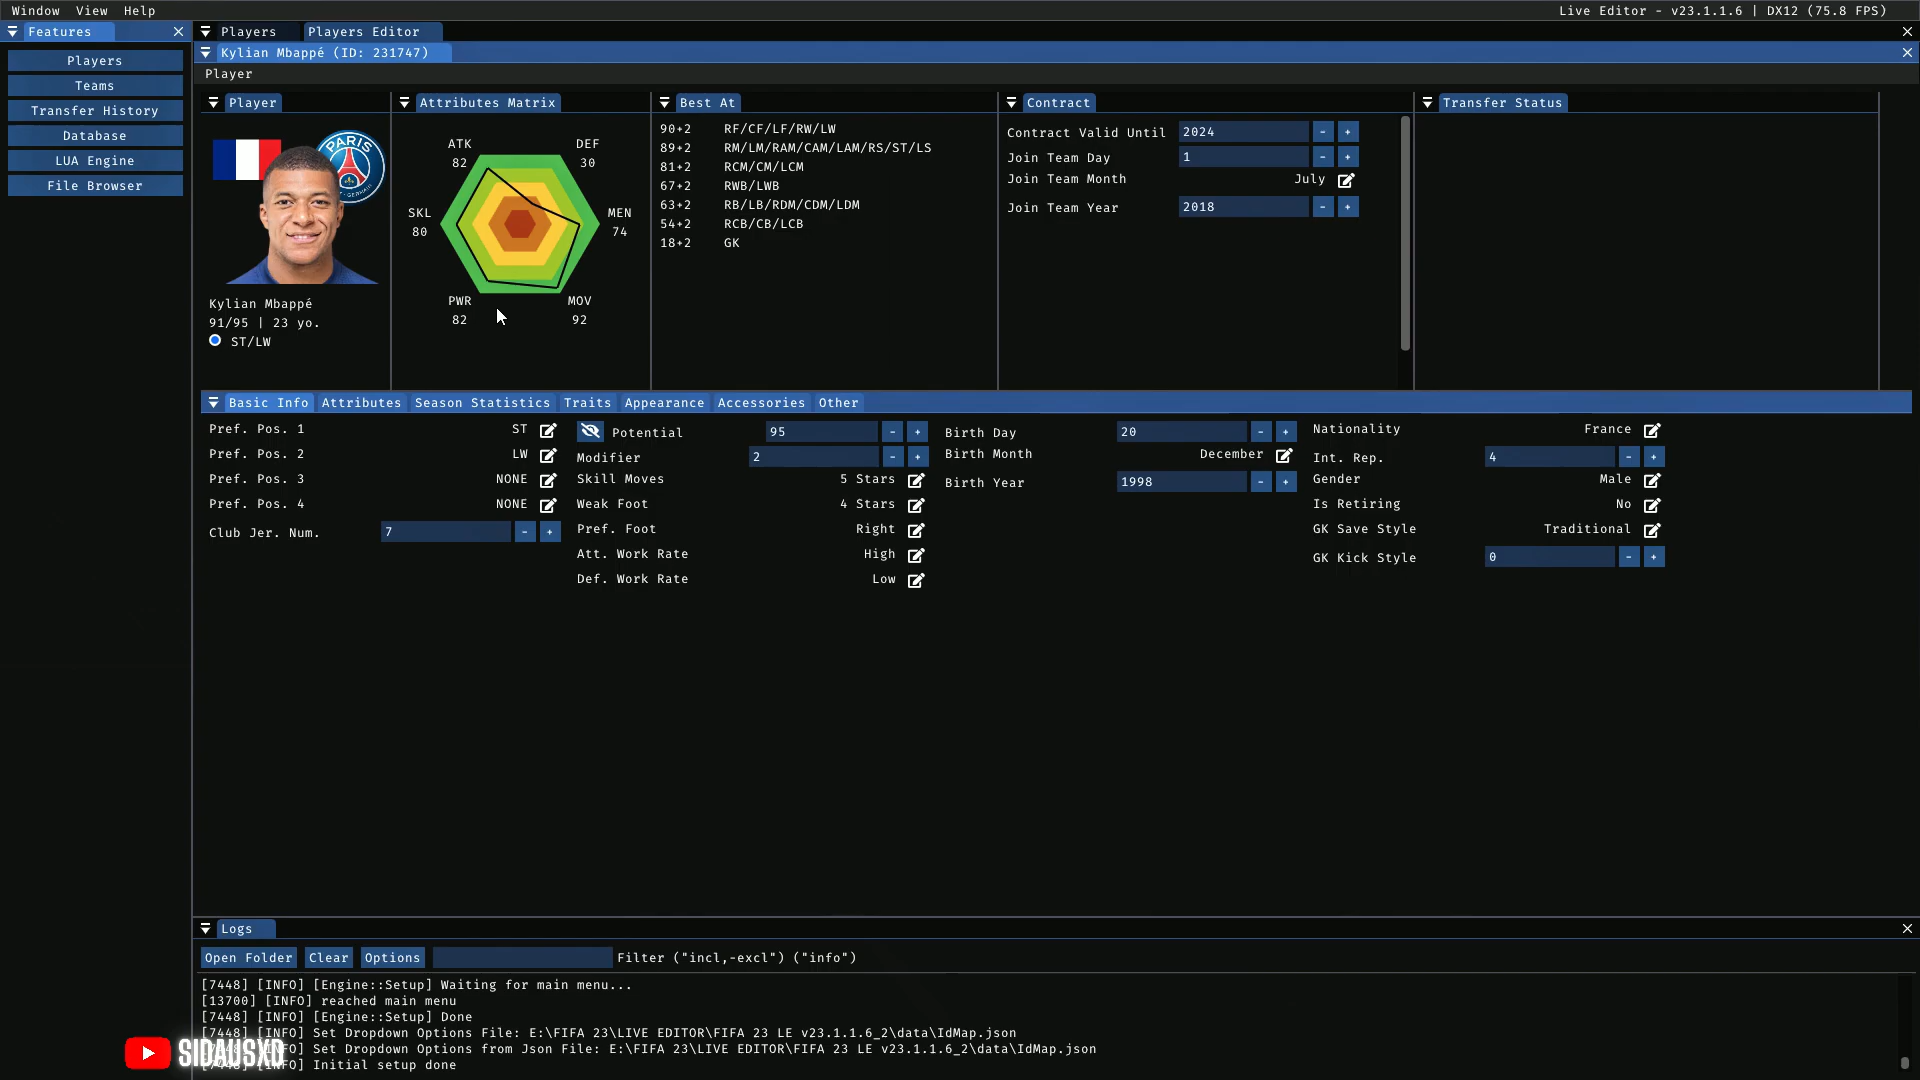 Window View Help
Live Editor - v23.1.1.6 | DX12 (75.8 FPS)
Features
Players
Teams
Transfer History
Database
LUA Engine
File Browser
Players Players Editor
Kylian Mbappé (ID: 231747)
Player
Player
PARIS
Kylian Mbappé
91/95 | 23 yo.
ST/LW
Attributes Matrix
ATK
82
DEF
30
SKL
80
MEN
74
PWR
82
MOV
92
Best At
90+2 RF/CF/LF/RW/LW
89+2 RM/LM/RAM/CAM/LAM/RS/ST/LS
81+2 RCM/CM/LCM
67+2 RWB/LWB
63+2 RB/LB/RDM/CDM/LDM
54+2 RCB/CB/LCB
18+2 GK
Contract
Contract Valid Until 2024 - +
Join Team Day 1 - +
Join Team Month July
Join Team Year 2018 - +
Transfer Status
Basic Info Attributes Season Statistics Traits Appearance Accessories Other
Pref. Pos. 1 ST
Pref. Pos. 2 LW
Pref. Pos. 3 NONE
Pref. Pos. 4 NONE
Club Jer. Num. 7 - +
Potential 95 - +
Modifier 2 - +
Skill Moves 5 Stars
Weak Foot 4 Stars
Pref. Foot Right
Att. Work Rate High
Def. Work Rate Low
Birth Day 20 - +
Birth Month December
Birth Year 1998 - +
Nationality France
Int. Rep. 4 - +
Gender Male
Is Retiring No
GK Save Style Traditional
GK Kick Style 0 - +
Logs
Open Folder Clear Options Filter ("incl,-excl") ("info")
[7448] [INFO] [Engine::Setup] Waiting for main menu...
[13700] [INFO] reached main menu
[7448] [INFO] [Engine::Setup] Done
[7448] [INFO] Set Dropdown Options File: E:\FIFA 23\LIVE EDITOR\FIFA 23 LE v23.1.1.6_2\data\IdMap.json
Set Dropdown Options from Json File: E:\FIFA 23\LIVE EDITOR\FIFA 23 LE v23.1.1.6_2\data\IdMap.json
[7448] [INFO] Initial setup done
SIDAUSXD